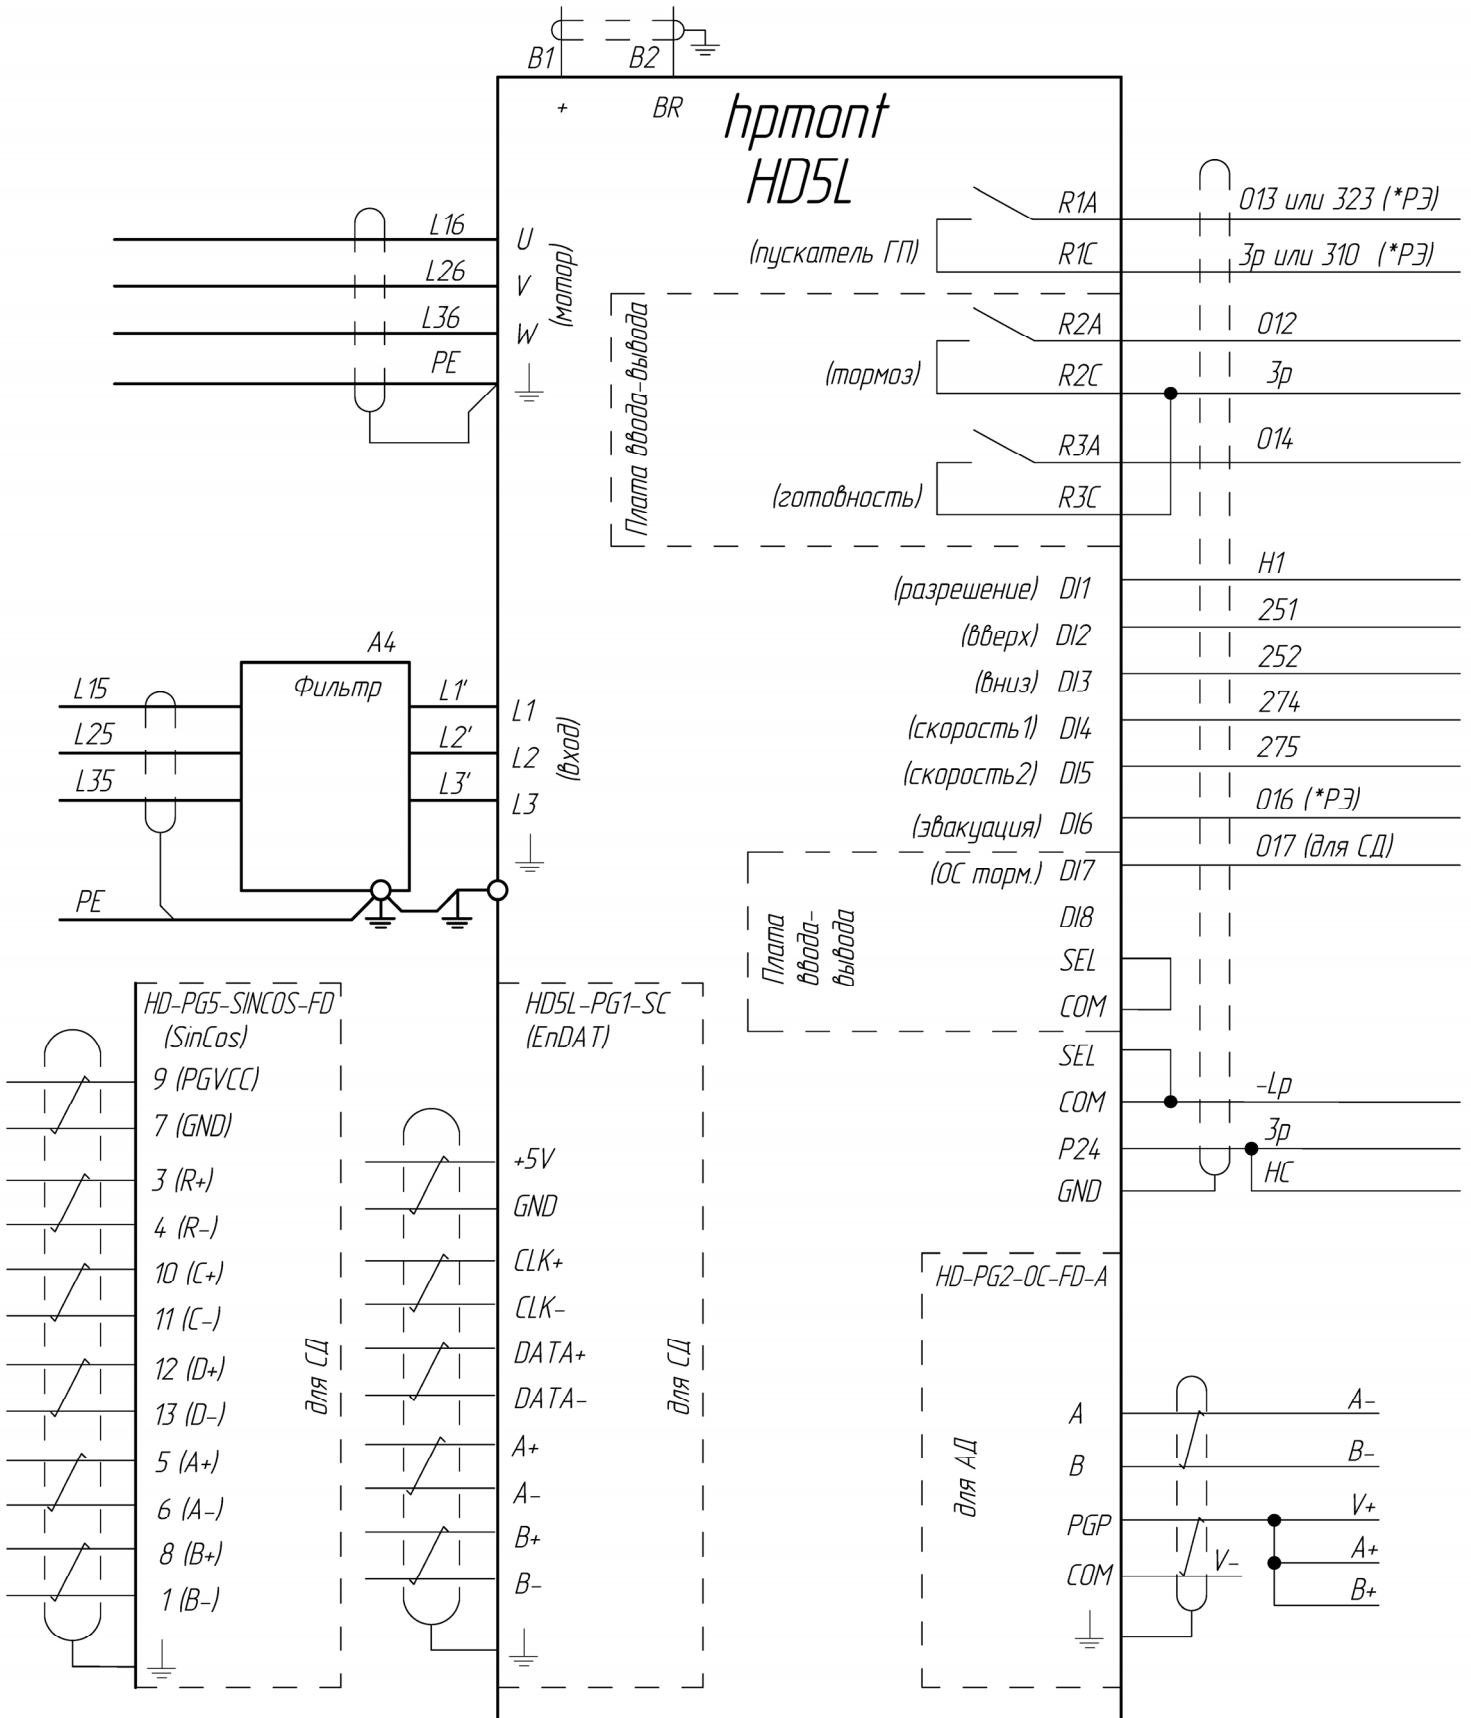 B1
B2
+
BR
hpmont
HD5L
L16
U
L26
V
L36
W
PE
(мотор)
R1A
013 или 323 (*РЭ)
(пускатель ГП)
R1C
3р или 310 (*РЭ)
Плата ввода-вывода
R2A
012
(тормоз)
R2C
3р
R3A
014
(готовность)
R3C
(разрешение) DI1
H1
(вверх) DI2
251
(вниз) DI3
252
(скорость1) DI4
274
(скорость2) DI5
275
(эвакуация) DI6
016 (*РЭ)
(ОС торм.) DI7
017 (для СД)
DI8
Плата
ввода-
вывода
SEL
COM
SEL
COM
-Lp
P24
3р
GND
НС
A4
Фильтр
L15
L1'
L1
L25
L2'
L2
L35
L3'
L3
(вход)
PE
HD-PG5-SINCOS-FD
(SinCos)
9 (PGVCC)
7 (GND)
3 (R+)
4 (R-)
10 (C+)
11 (C-)
12 (D+)
13 (D-)
5 (A+)
6 (A-)
8 (B+)
1 (B-)
для СД
HD5L-PG1-SC
(EnDAT)
+5V
GND
CLK+
CLK-
DATA+
DATA-
A+
A-
B+
B-
для СД
HD-PG2-OC-FD-A
для АД
A
A-
B
B-
PGP
V+
COM
V-
A+
B+